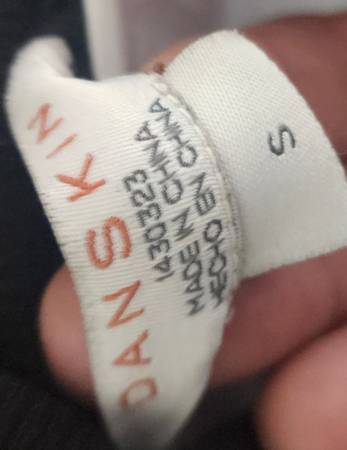 DANSKIN
1430323
MADE IN CHINA
HECHO EN CHINA
S